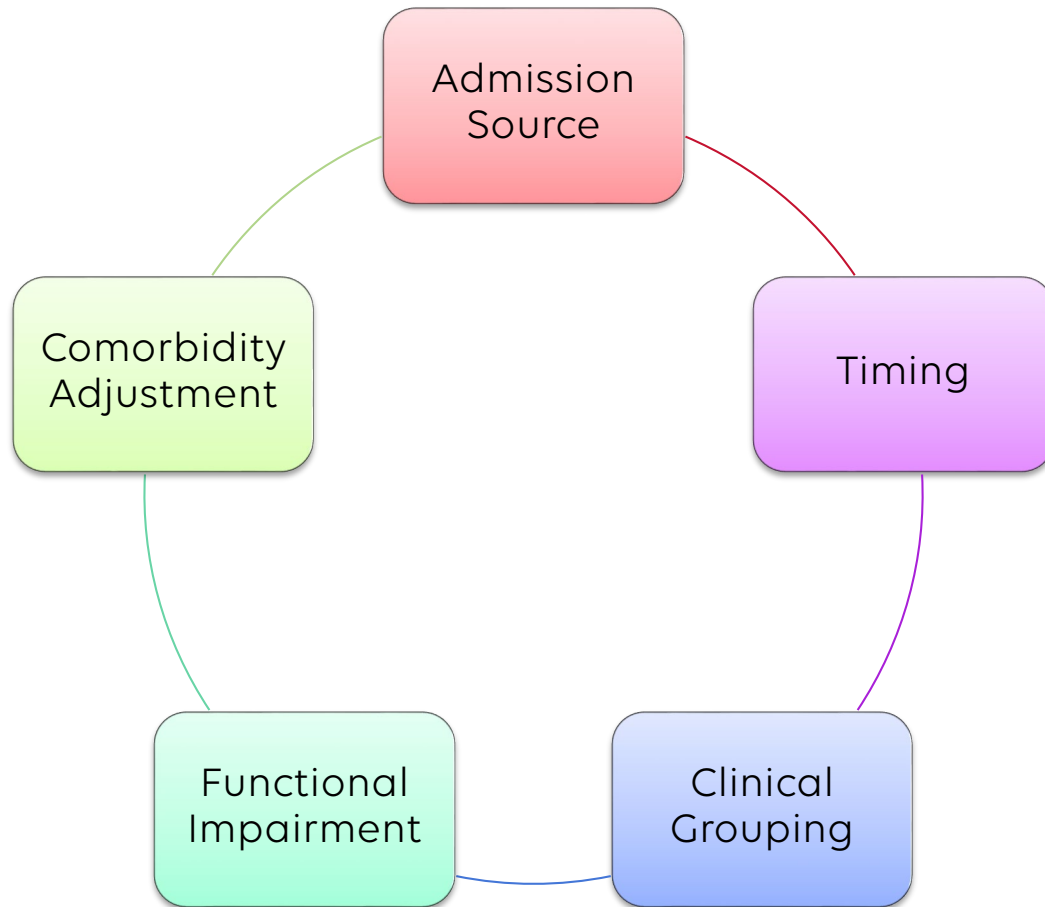 Admission
Source
Timing
Clinical
Grouping
Functional
Impairment
Comorbidity
Adjustment